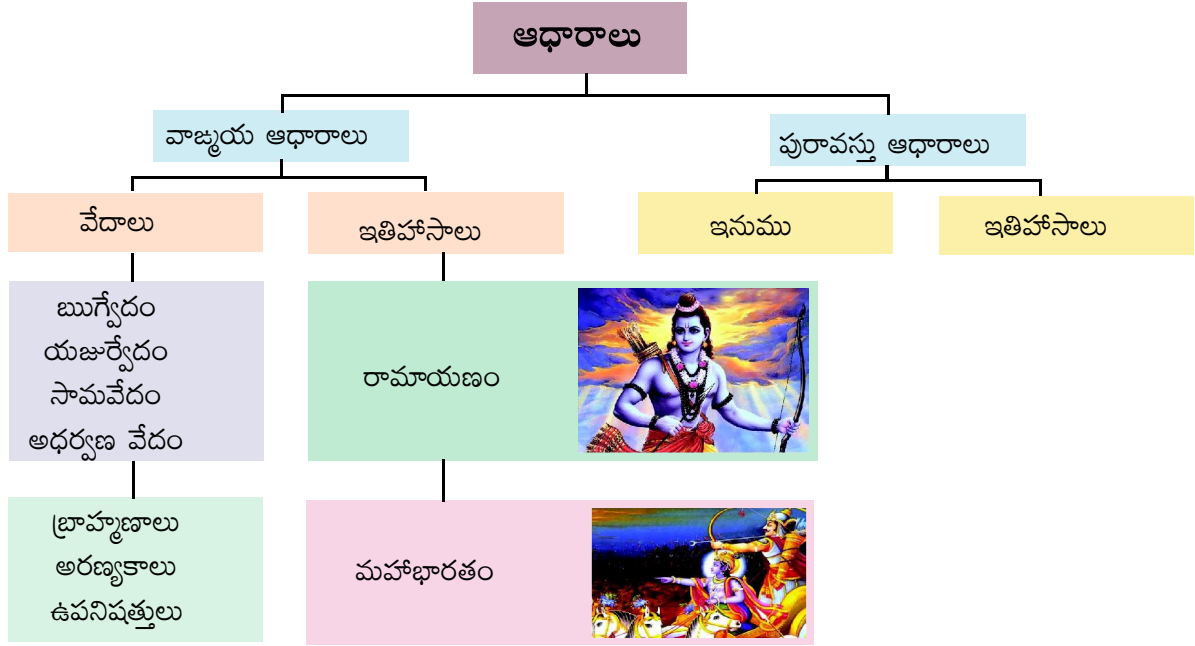 ఆధారాలు
వాఙ్మయ ఆధారాలు
పురావస్తు ఆధారాలు
వేదాలు
ఇతిహాసాలు
ఇనుము
ఇతిహాసాలు
ఋగ్వేదం
యజుర్వేదం
సామవేదం
అధర్వణ వేదం
రామాయణం
బ్రాహ్మణాలు
అరణ్యకాలు
ఉపనిషత్తులు
మహాభారతం